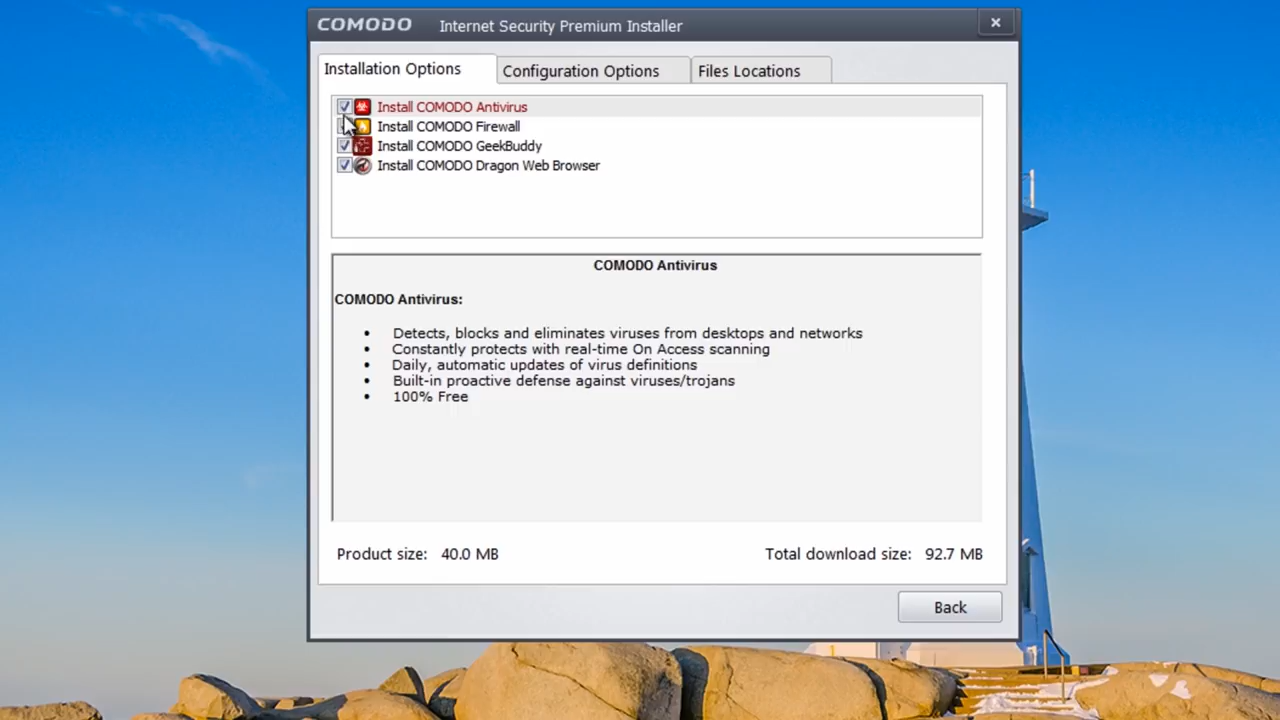 COMODO Internet Security Premium Installer
Installation Options Configuration Options Files Locations
Install COMODO Antivirus
Install COMODO Firewall
Install COMODO GeekBuddy
Install COMODO Dragon Web Browser
COMODO Antivirus
COMODO Antivirus:
• Detects, blocks and eliminates viruses from desktops and networks
• Constantly protects with real-time On Access scanning
• Daily, automatic updates of virus definitions
• Built-in proactive defense against viruses/trojans
• 100% Free
Product size: 40.0 MB Total download size: 92.7 MB
Back